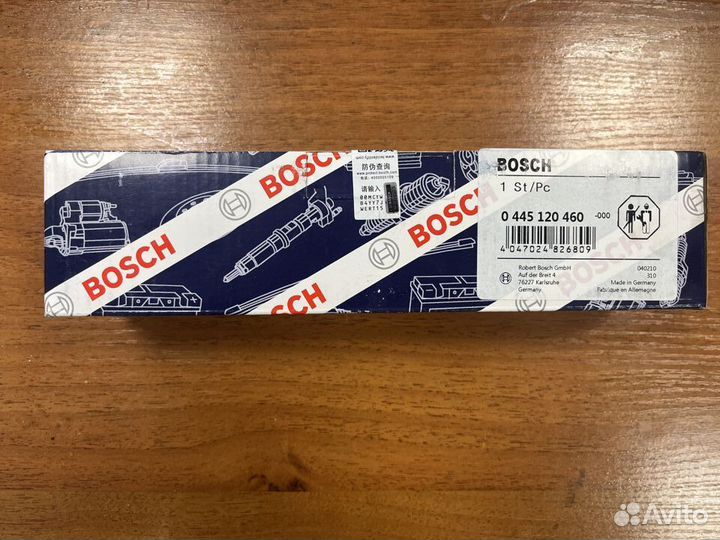 BOSCH
BOSCH
BOSCH
BOSCH
防伪查询
请输入
BOSCH
1 St/Pc
0 445 120 460 -000
4 047024 826809
Robert Bosch GmbH
Auf der Breit 4
76227 Karlsruhe
Germany
040210
310
Made in Germany
Fabriqué en Allemagne
Avito